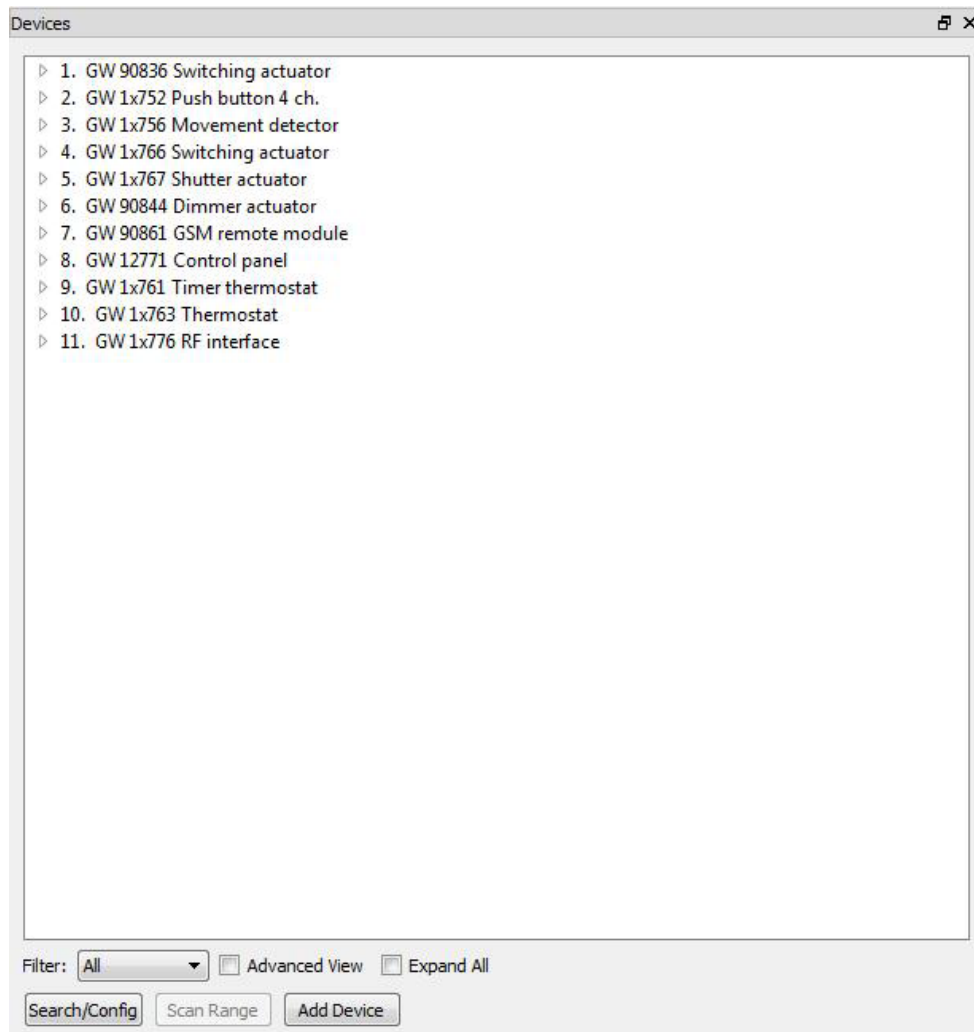 Devices
1. GW 90836 Switching actuator
2. GW 1x752 Push button 4 ch.
3. GW 1x756 Movement detector
4. GW 1x766 Switching actuator
5. GW 1x767 Shutter actuator
6. GW 90844 Dimmer actuator
7. GW 90861 GSM remote module
8. GW 12771 Control panel
9. GW 1x761 Timer thermostat
10. GW 1x763 Thermostat
11. GW 1x776 RF interface
Filter: All Advanced View Expand All
Search/Config Scan Range Add Device